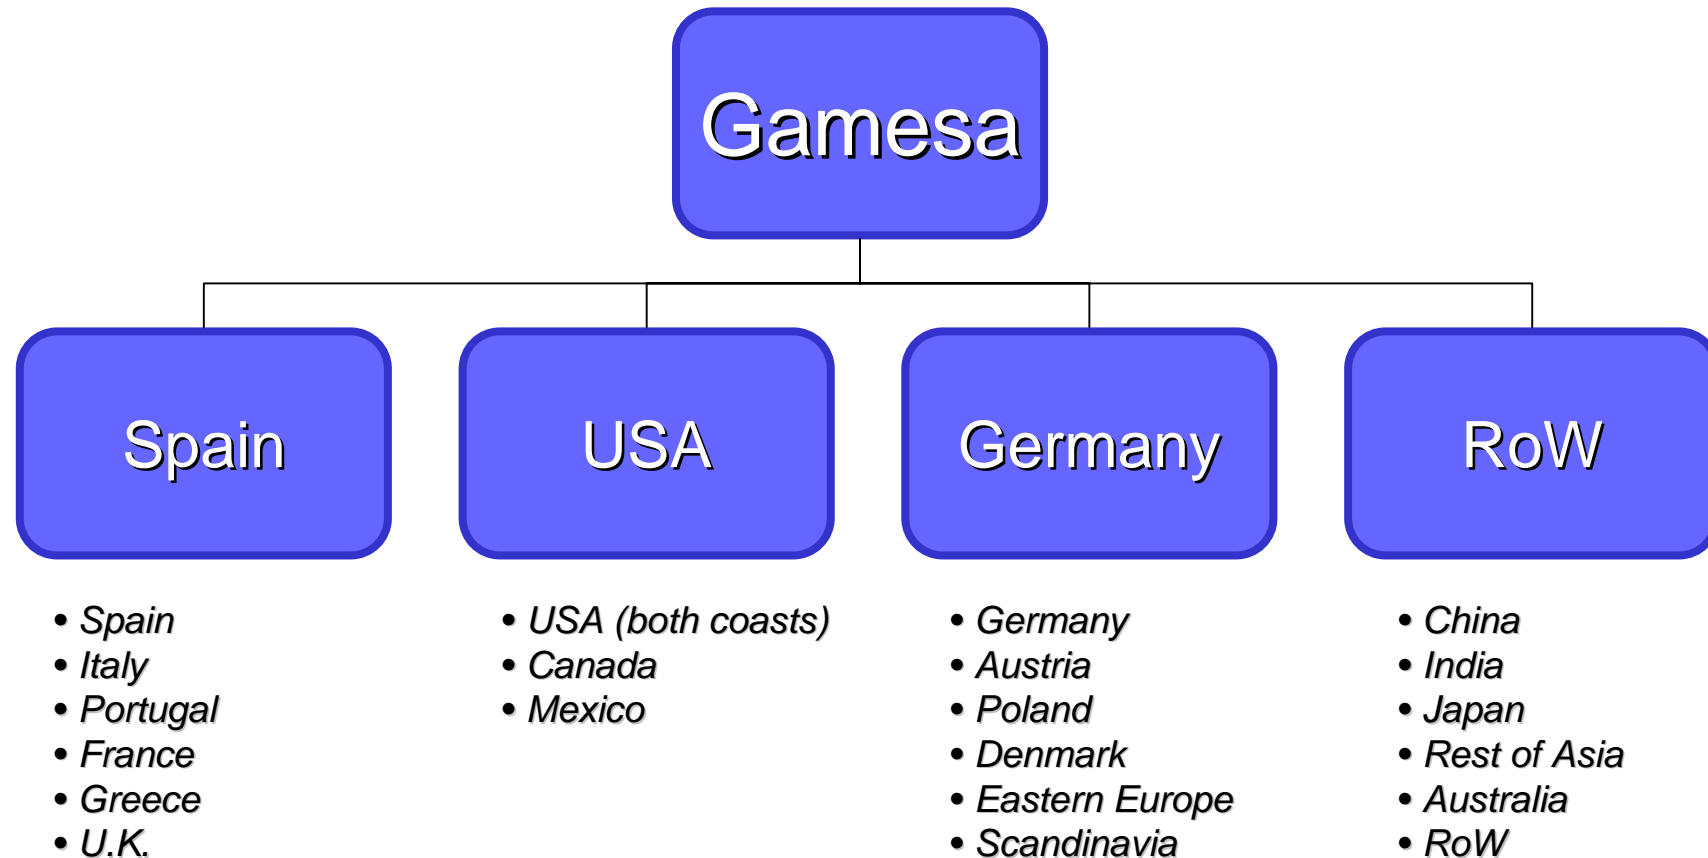 Gamesa
Spain
USA
Germany
RoW
• Spain
• Italy
• Portugal
• France
• Greece
• U.K.
• USA (both coasts)
• Canada
• Mexico
• Germany
• Austria
• Poland
• Denmark
• Eastern Europe
• Scandinavia
• China
• India
• Japan
• Rest of Asia
• Australia
• RoW